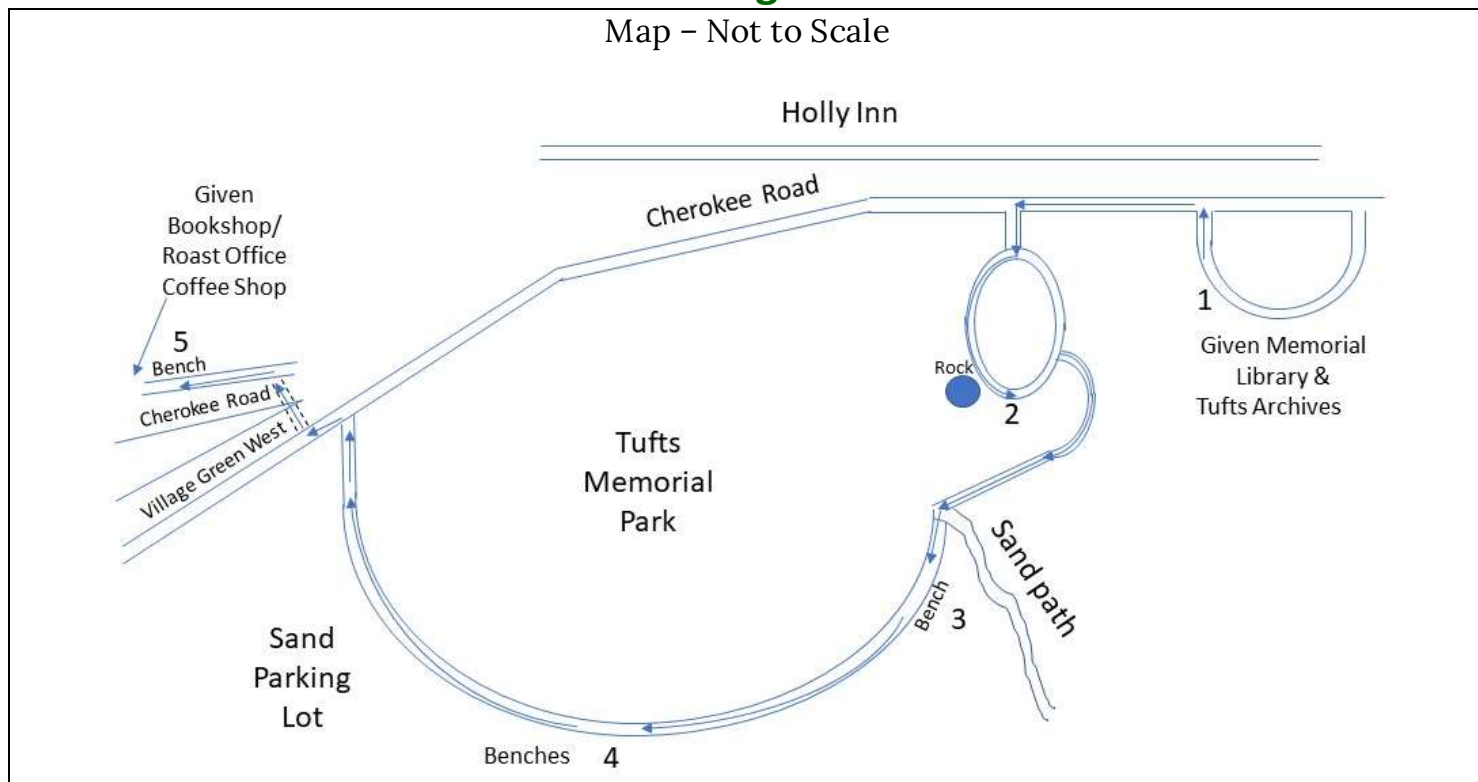 Map – Not to Scale
Holly Inn
Cherokee Road
Given
Bookshop/
Roast Office
Coffee Shop
5
Bench
Cherokee Road
Village Green West
1
Given Memorial
Library &
Tufts Archives
Rock
2
Tufts
Memorial
Park
Sand path
Bench
3
Sand
Parking
Lot
Benches
4